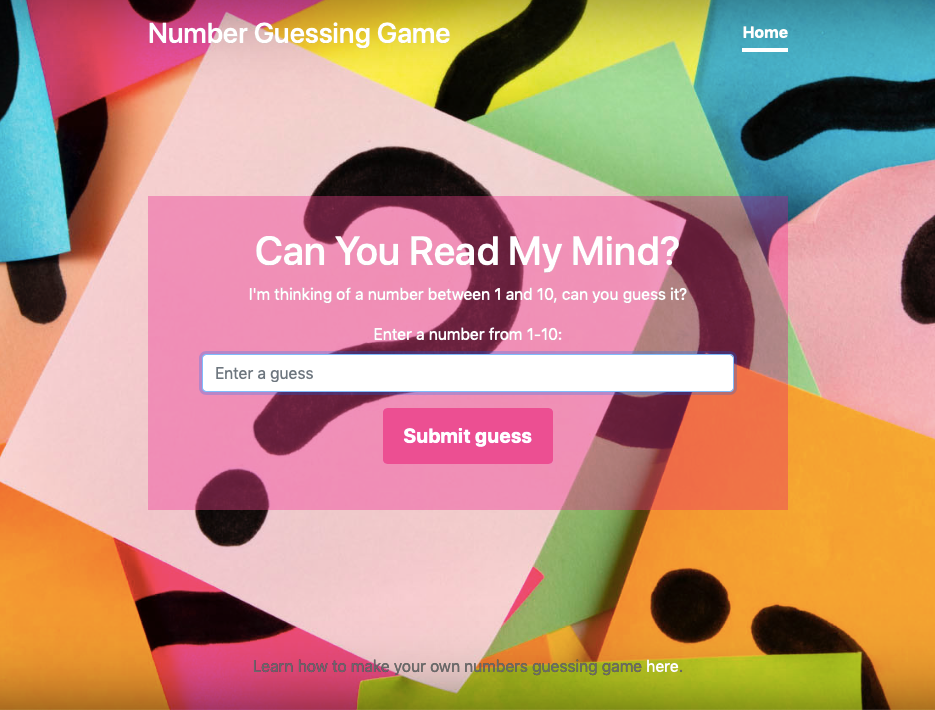 Number Guessing Game
Home
Can You Read My Mind?
I'm thinking of a number between 1 and 10, can you guess it?
Enter a number from 1-10:
Enter a guess
Submit guess
Learn how to make your own numbers guessing game here.